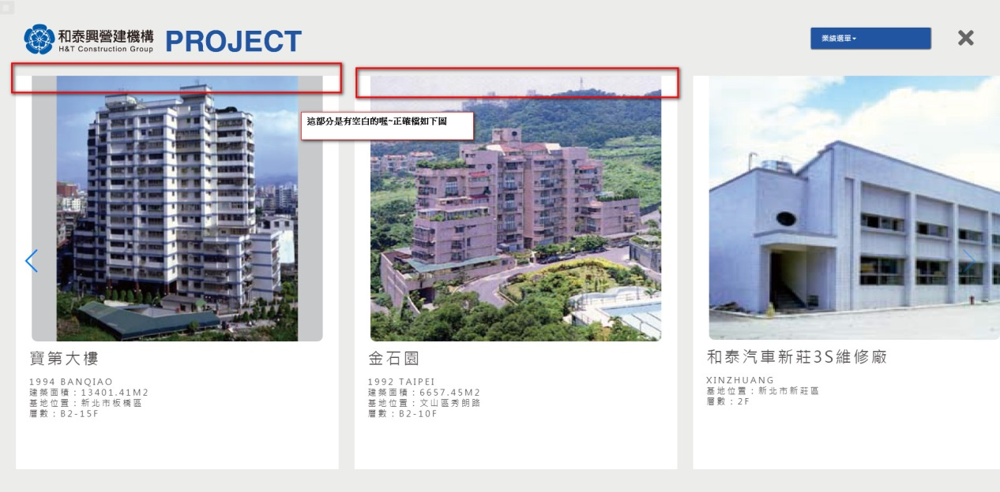 和泰興營建機構
H&T Construction Group
PROJECT
業績選單
這部分是有空白的喔~正確檔如下圖
寶第大樓
1994 BANQIAO
建築面積：13401.41M2
基地位置：新北市板橋區
層數：B2-15F
金石園
1992 TAIPEI
建築面積：6657.45M2
基地位置：文山區秀朗路
層數：B2-10F
和泰汽車新莊3S維修廠
XINZHUANG
基地位置：新北市新莊區
層數：2F